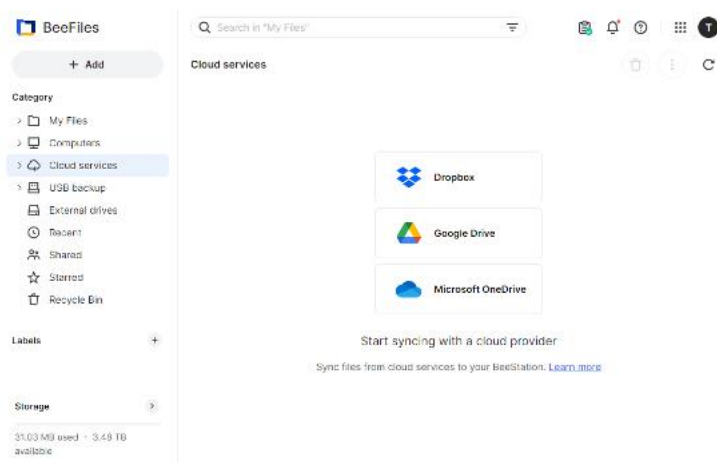 BeeFiles
Search in "My Files"
T
+ Add
Cloud services
Category
My Files
Computers
Cloud services
USB backup
External drives
Recent
Shared
Starred
Recycle Bin
Dropbox
Google Drive
Microsoft OneDrive
Start syncing with a cloud provider
Sync files from cloud services to your BeeStation. Learn more
Labels +
Storage
31.03 MB used · 3.48 TB
available